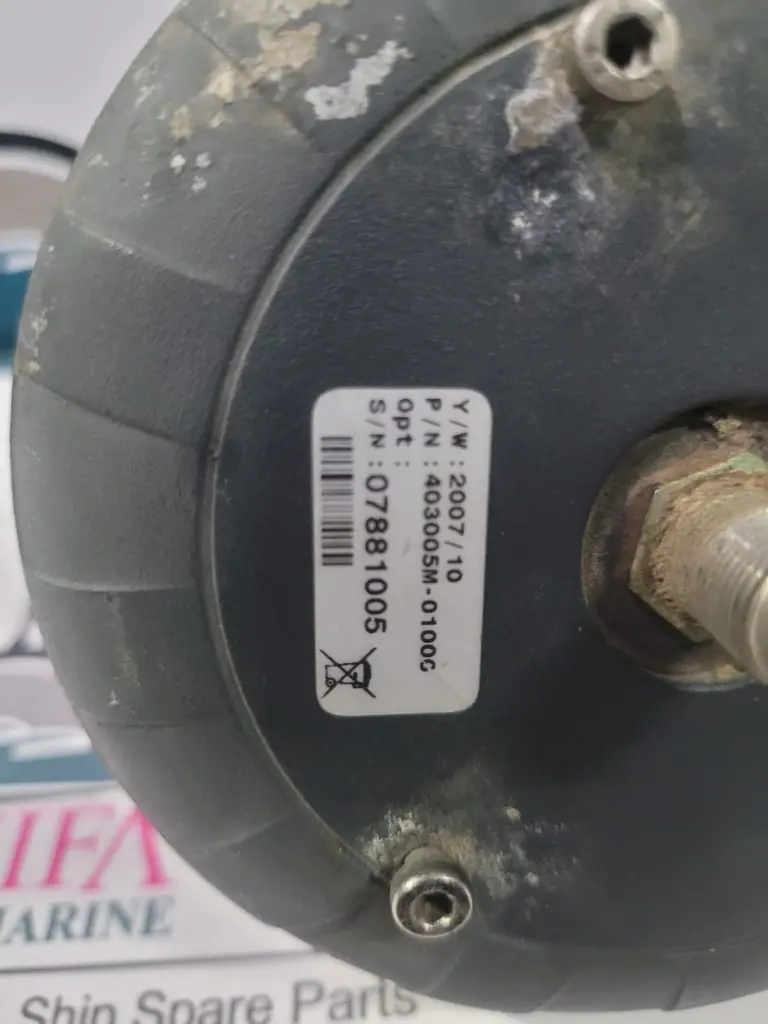 Y/W : 2007/10
P/N : 403005M-0100G
Opt :
S/N : 07881005
IFA
MARINE
Ship Spare Parts